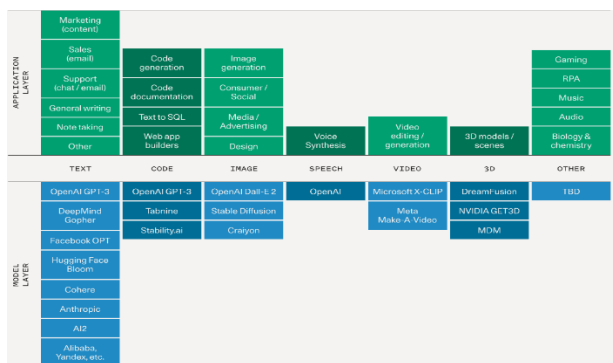 APPLICATION
LAYER
Marketing
(content)
Sales
(email)
Support
(chat / email)
General writing
Note taking
Other
Code
generation
Code
documentation
Text to SQL
Web app
builders
Image
generation
Consumer /
Social
Media /
Advertising
Design
Voice
Synthesis
Video
editing /
generation
3D models /
scenes
Gaming
RPA
Music
Audio
Biology &
chemistry
TEXT
CODE
IMAGE
SPEECH
VIDEO
3D
OTHER
MODEL
LAYER
OpenAI GPT-3
DeepMind
Gopher
Facebook OPT
Hugging Face
Bloom
Cohere
Anthropic
AI2
Alibaba,
Yandex, etc.
OpenAI GPT-3
Tabnine
Stability.ai
OpenAI Dall-E 2
Stable Diffusion
Craiyon
OpenAI
Microsoft X-CLIP
Meta
Make-A-Video
DreamFusion
NVIDIA GET3D
MDM
TBD